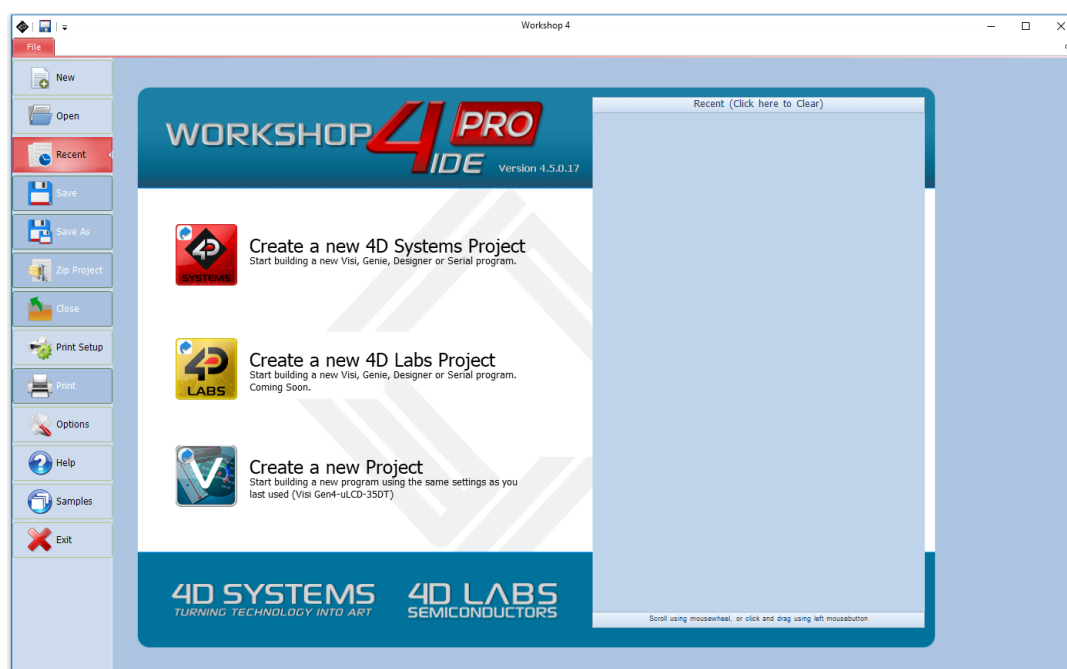 Workshop 4
File
New
Open
Recent
Save
Save As
Zip Project
Close
Print Setup
Print
Options
Help
Samples
Exit
WORKSHOP 4 PRO
IDE Version 4.5.0.17
4D SYSTEMS
Create a new 4D Systems Project
Start building a new Visi, Genie, Designer or Serial program.
4D LABS
Create a new 4D Labs Project
Start building a new Visi, Genie, Designer or Serial program.
Coming Soon.
V
Create a new Project
Start building a new program using the same settings as you
last used (Visi Gen4-uLCD-35DT)
4D SYSTEMS
TURNING TECHNOLOGY INTO ART
4D LABS
SEMICONDUCTORS
Recent (Click here to Clear)
Scroll using mousewheel, or click and drag using left mousebutton